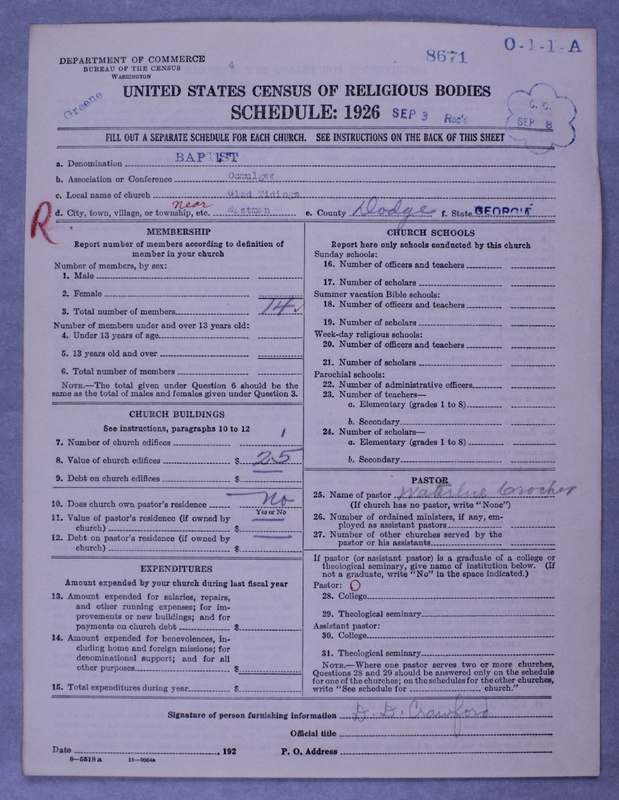 DEPARTMENT OF COMMERCE
BUREAU OF THE CENSUS
WASHINGTON
4
8671
O-1-1-A
Greene
UNITED STATES CENSUS OF RELIGIOUS BODIES
SCHEDULE: 1926
SEP 3 Rec'd
G. C.
SEP 8
FILL OUT A SEPARATE SCHEDULE FOR EACH CHURCH. SEE INSTRUCTIONS ON THE BACK OF THIS SHEET
a. Denomination BAPTIST
b. Association or Conference Ocmulgee
c. Local name of church Glad Tidings
R
d. City, town, village, or township, etc. near Eastman e. County Dodge f. State GEORGIA
MEMBERSHIP
Report number of members according to definition of
member in your church
Number of members, by sex:
1. Male
2. Female
3. Total number of members 14 ✓
Number of members under and over 13 years old:
4. Under 13 years of age
5. 13 years old and over
6. Total number of members
NOTE.—The total given under Question 6 should be the
same as the total of males and females given under Question 3.
CHURCH BUILDINGS
See instructions, paragraphs 10 to 12
7. Number of church edifices 1
8. Value of church edifices $ 25
9. Debt on church edifices $
10. Does church own pastor's residence No
Yes or No
11. Value of pastor's residence (if owned by
church) $
12. Debt on pastor's residence (if owned by
church) $
EXPENDITURES
Amount expended by your church during last fiscal year
13. Amount expended for salaries, repairs,
and other running expenses; for im-
provements or new buildings; and for
payments on church debt $
14. Amount expended for benevolences, in-
cluding home and foreign missions; for
denominational support; and for all
other purposes $
15. Total expenditures during year $
CHURCH SCHOOLS
Report here only schools conducted by this church
Sunday schools:
16. Number of officers and teachers
17. Number of scholars
Summer vacation Bible schools:
18. Number of officers and teachers
19. Number of scholars
Week-day religious schools:
20. Number of officers and teachers
21. Number of scholars
Parochial schools:
22. Number of administrative officers
23. Number of teachers—
a. Elementary (grades 1 to 8)
b. Secondary
24. Number of scholars—
a. Elementary (grades 1 to 8)
b. Secondary
PASTOR
25. Name of pastor Crocker
(If church has no pastor, write "None")
26. Number of ordained ministers, if any, em-
ployed as assistant pastors
27. Number of other churches served by the
pastor or his assistants
If pastor (or assistant pastor) is a graduate of a college or
theological seminary, give name of institution below. (If
not a graduate, write "No" in the space indicated.)
Pastor: O
28. College
29. Theological seminary
Assistant pastor:
30. College
31. Theological seminary
NOTE.—Where one pastor serves two or more churches,
Questions 28 and 29 should be answered only on the schedule
for one of the churches; on the schedules for the other churches,
write "See schedule for church."
Signature of person furnishing information D. D. Crawford
Official title
Date , 192 P. O. Address
8-5513 a 11-9054a